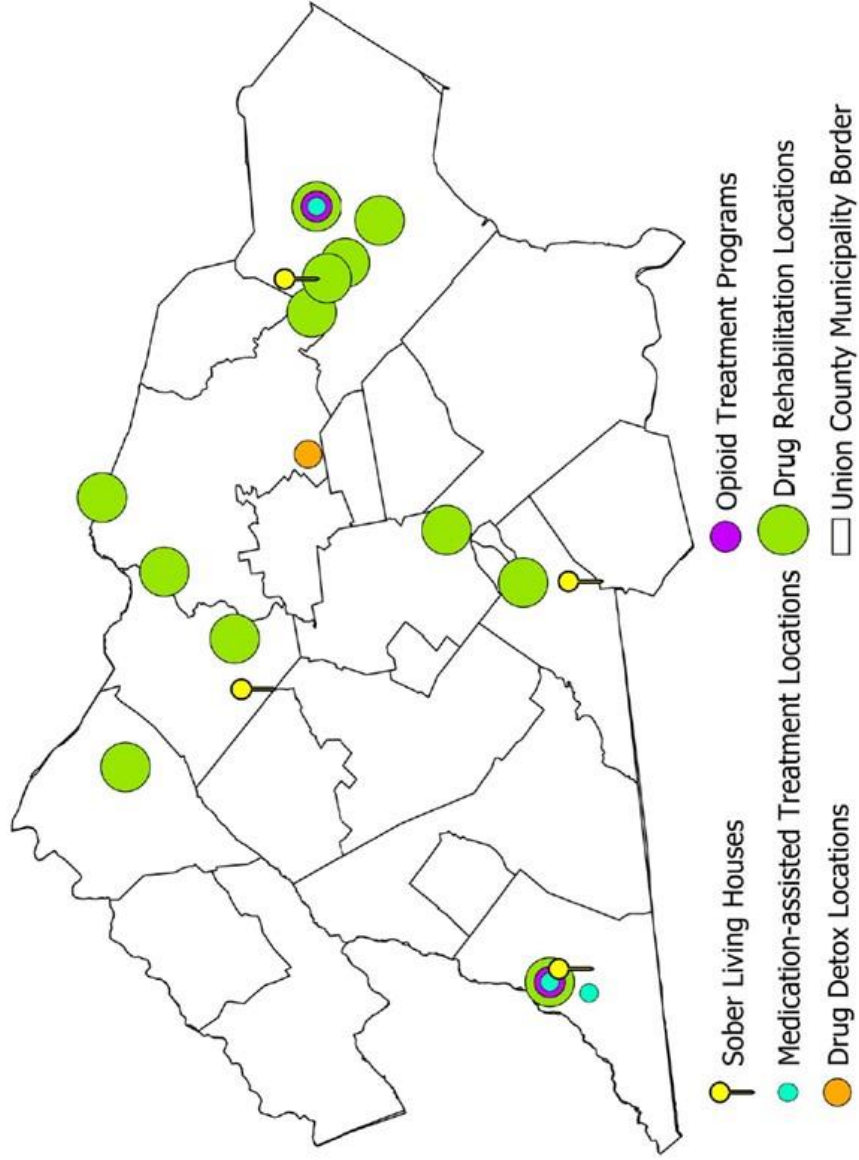 Sober Living Houses
Medication-assisted Treatment Locations
Drug Detox Locations
Opioid Treatment Programs
Drug Rehabilitation Locations
Union County Municipality Border